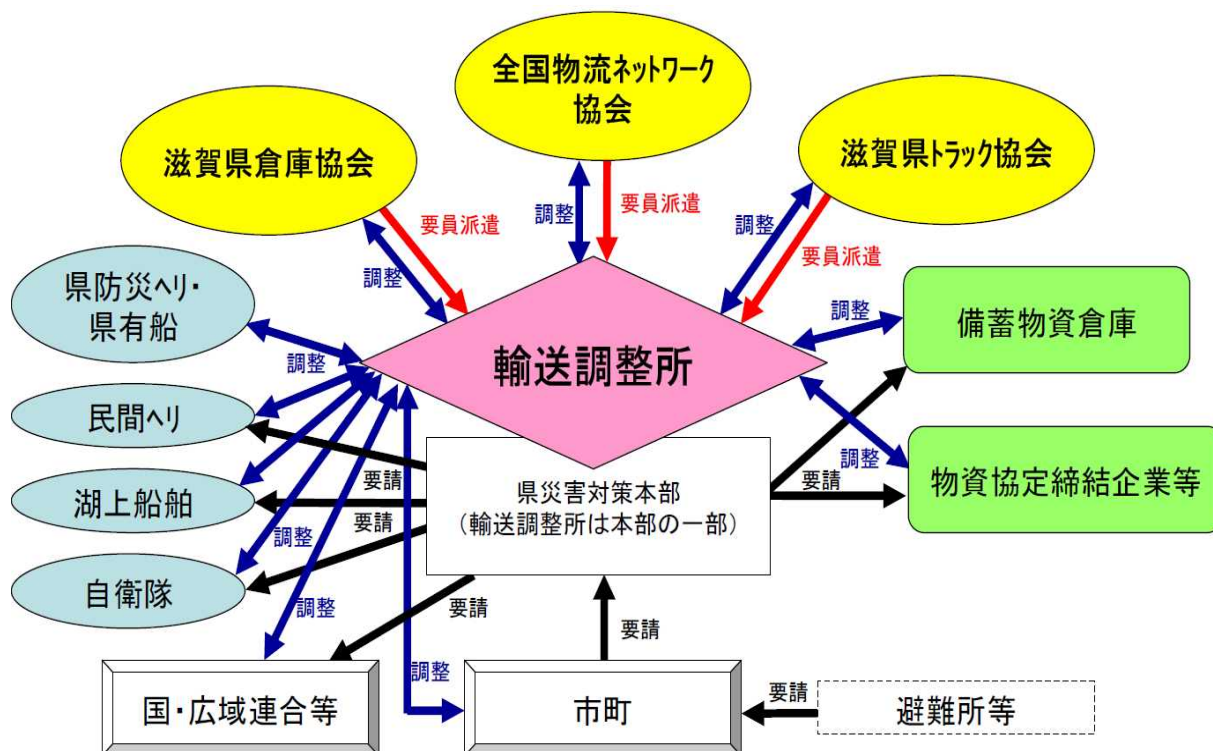 全国物流ネットワーク
協会
滋賀県倉庫協会
滋賀県トラック協会
要員派遣
調整
調整
要員派遣
調整
要員派遣
県防災ヘリ・
県有船
調整
輸送調整所
調整
備蓄物資倉庫
民間ヘリ
要請
調整
湖上船舶
県災害対策本部
（輸送調整所は本部の一部）
要請
物資協定締結企業等
要請
調整
自衛隊
調整
要請
要請
国・広域連合等
調整
市町
要請
避難所等